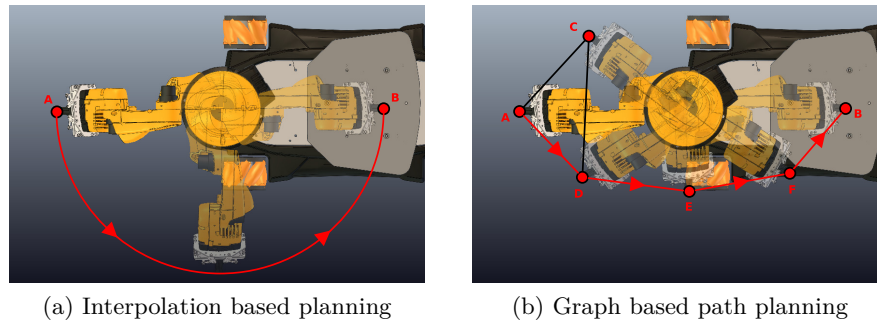 A
B
(a) Interpolation based planning
C
A
B
D
E
F
(b) Graph based path planning